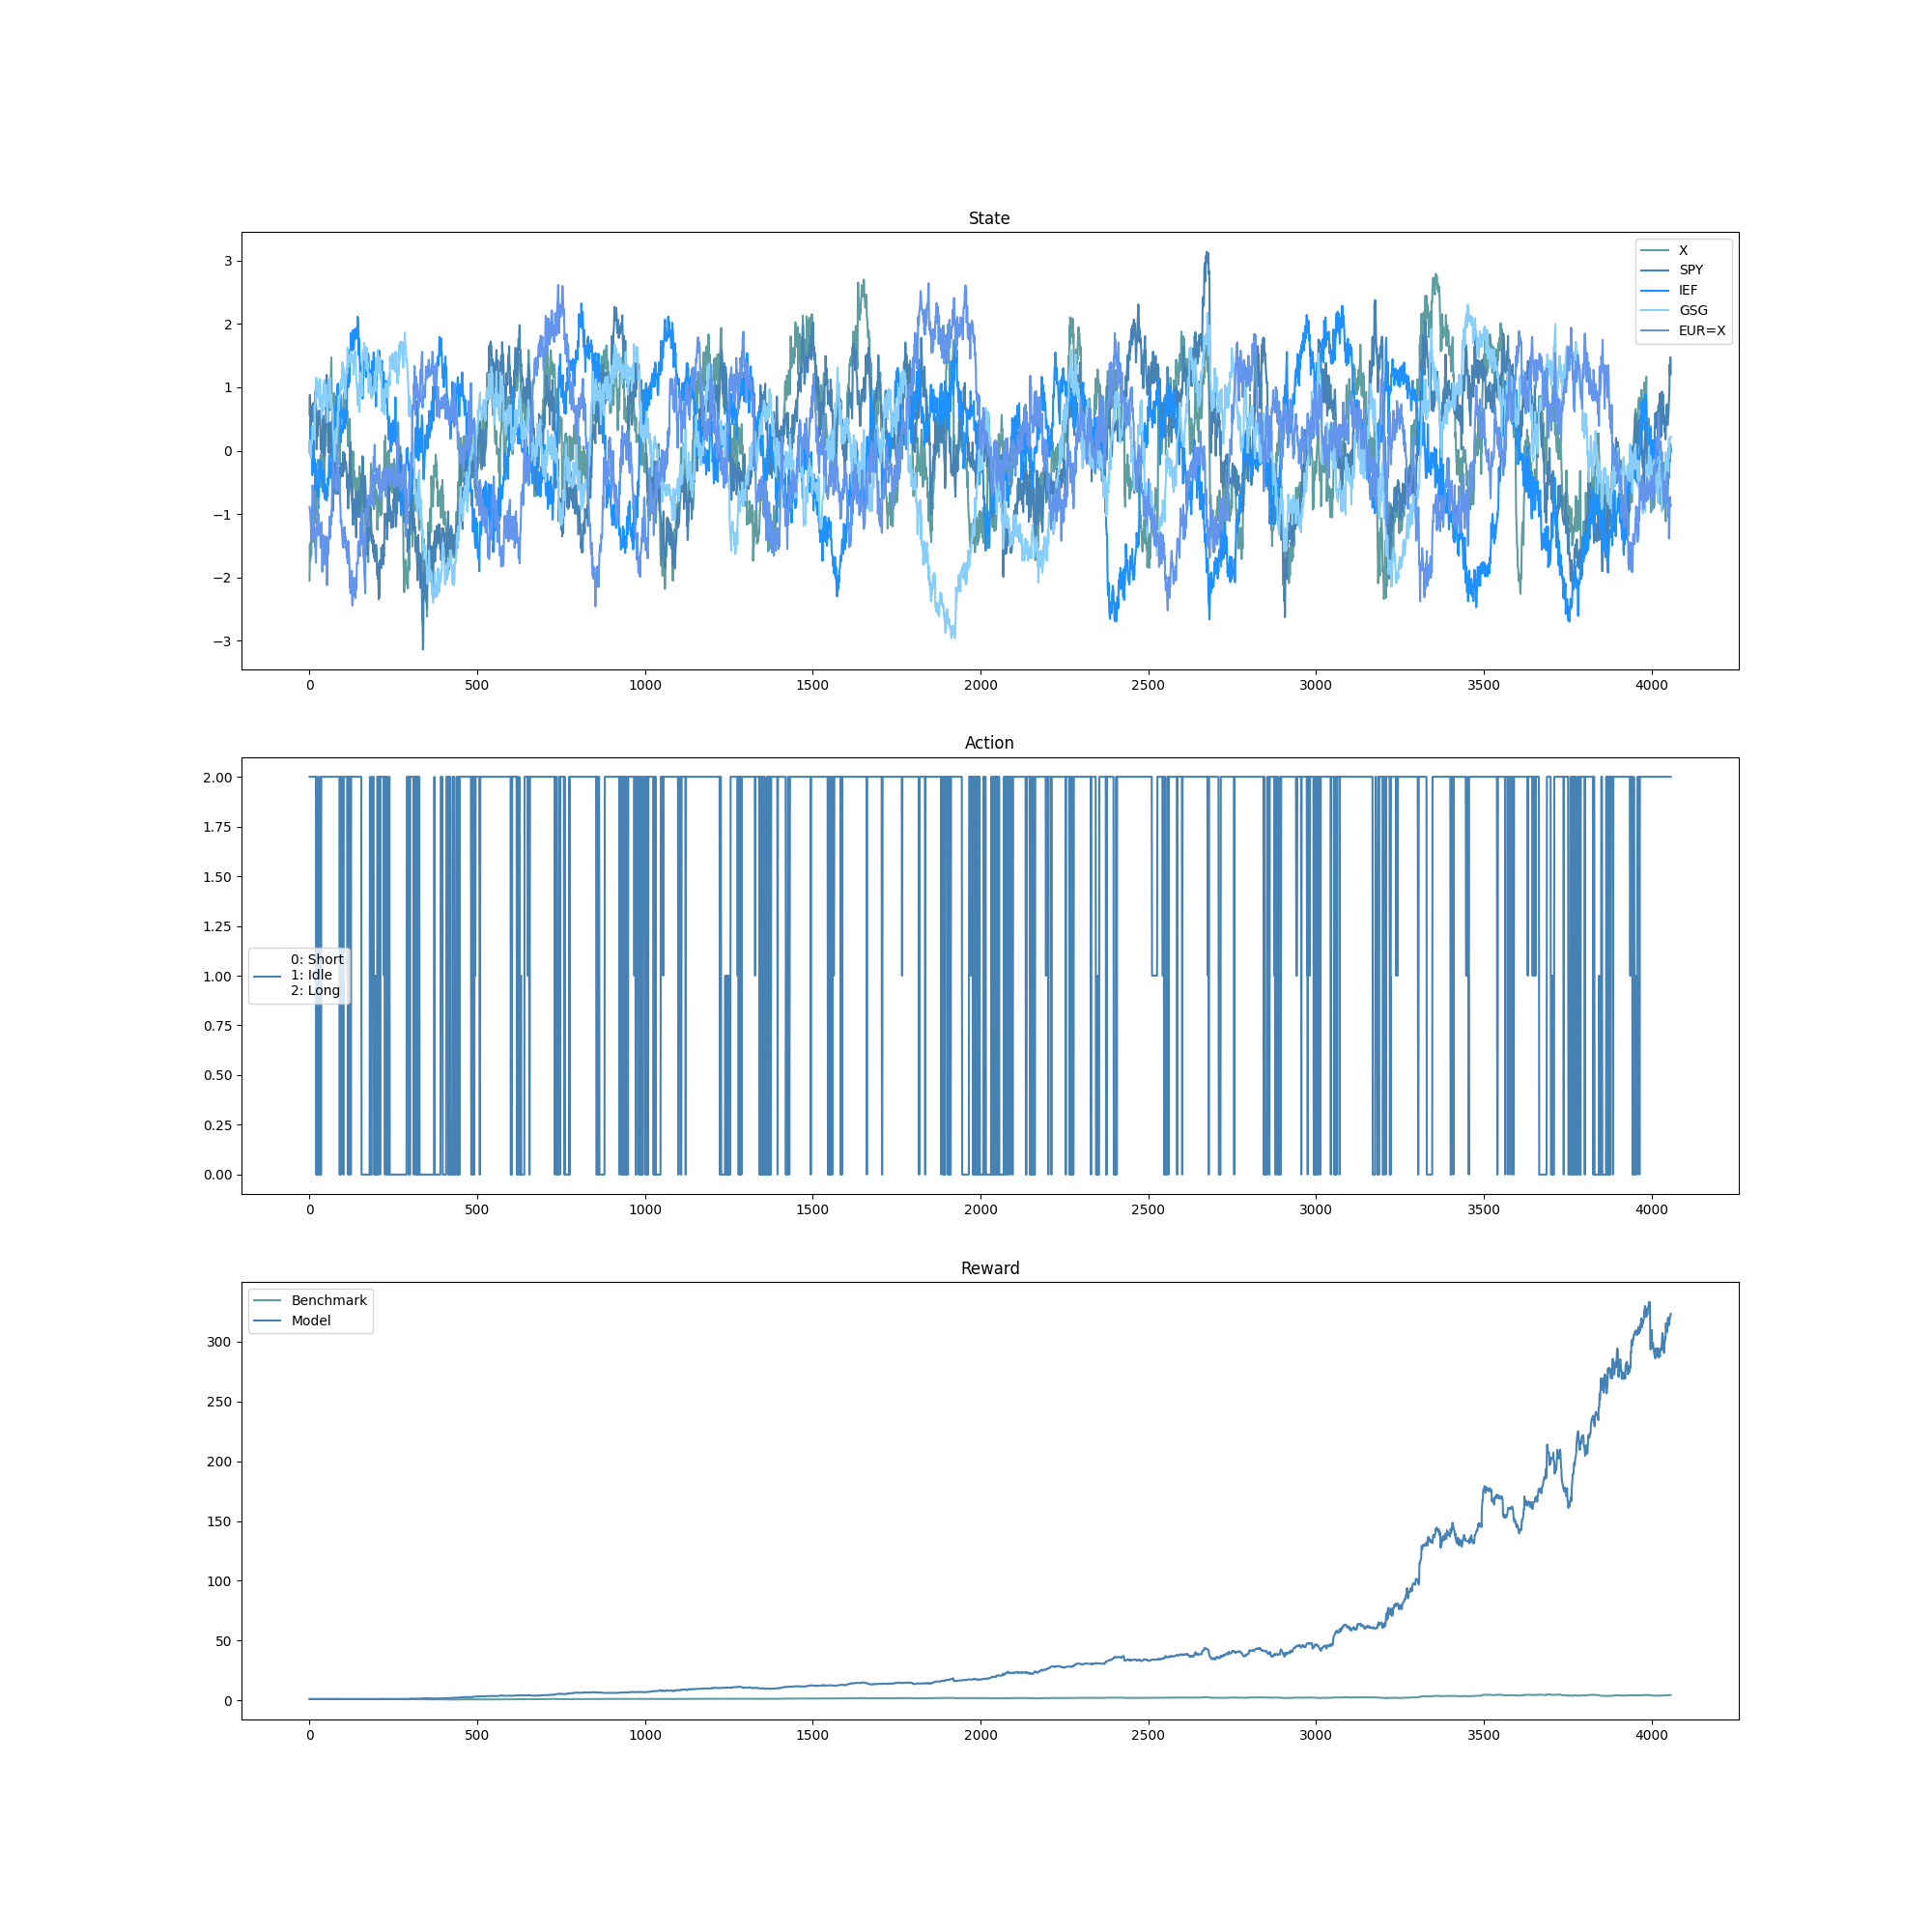 State
3
2
1
0
−1
−2
−3
X
SPY
IEF
GSG
EUR=X
0 500 1000 1500 2000 2500 3000 3500 4000
Action
2.00
1.75
1.50
1.25
1.00
0.75
0.50
0.25
0.00
0: Short
1: Idle
2: Long
0 500 1000 1500 2000 2500 3000 3500 4000
Reward
Benchmark
Model
300
250
200
150
100
50
0
0 500 1000 1500 2000 2500 3000 3500 4000